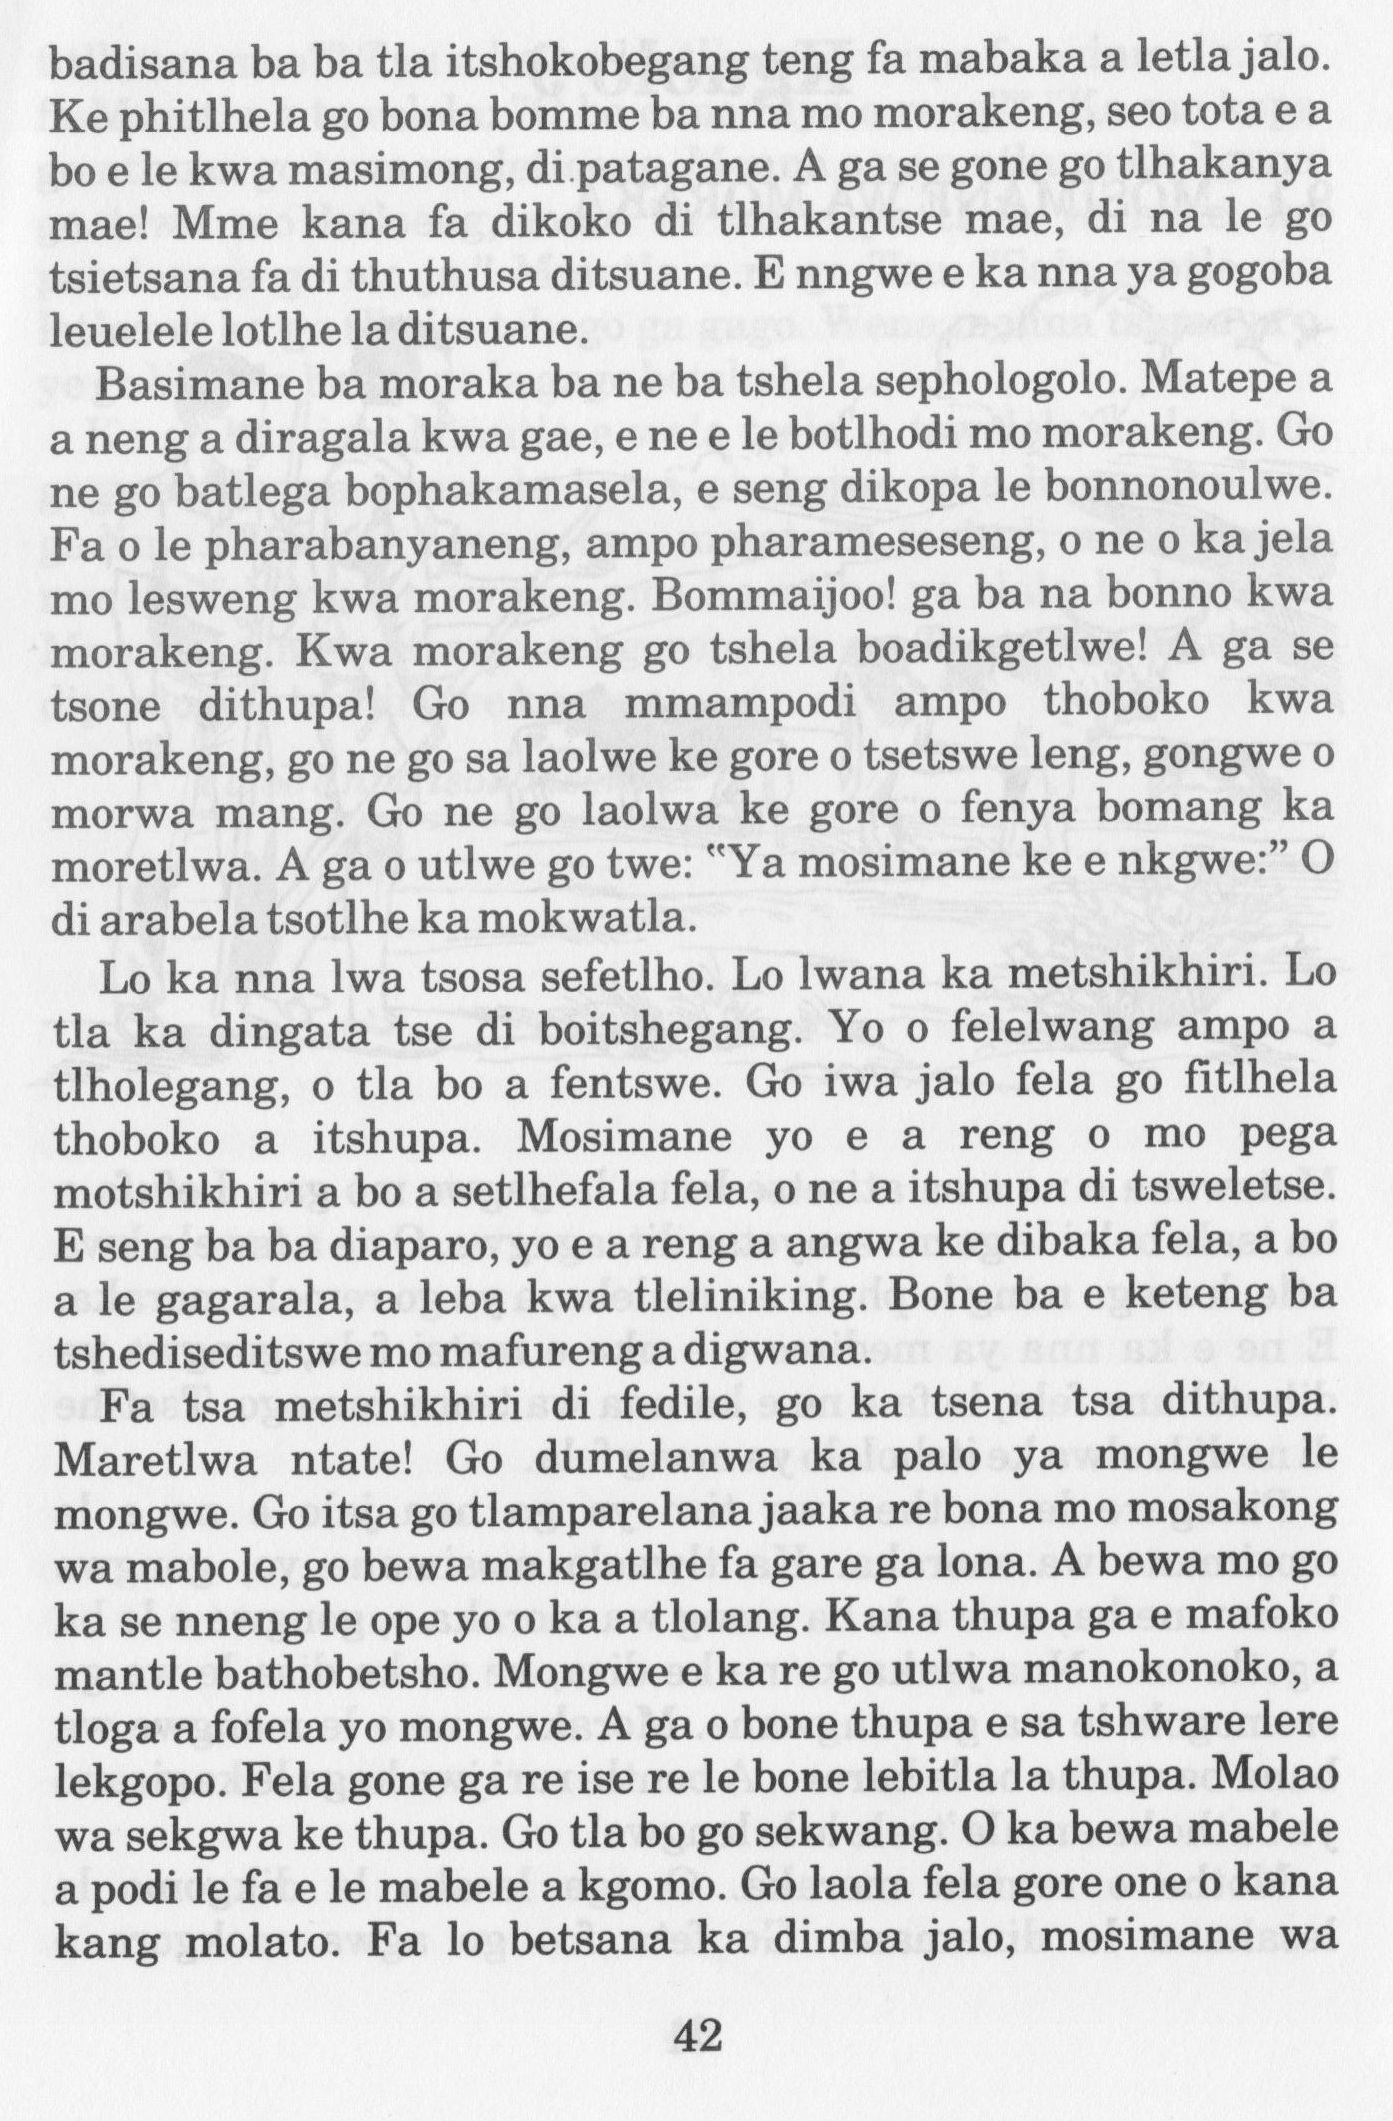 badisana ba ba tla itshokobegang teng fa mabaka a letla jalo.
Ke phitlhela go bona bomme ba nna mo morakeng, seo tota e a
bo e le kwa masimong, di patagane. A ga se gone go tlhakanya
mae! Mme kana fa dikoko di tlhakantse mae, di na le go
tsietsana fa di thuthusa ditsuane. E nngwe e ka nna ya gogoba
leuelele lotlhe la ditsuane.
Basimane ba moraka ba ne ba tshela sephologolo. Matepe a
a neng a diragala kwa gae, e ne e le botlhodi mo morakeng. Go
ne go batlega bophakamasela, e seng dikopa le bonnonoulwe.
Fa o le pharabanyaneng, ampo pharameseseng, o ne o ka jela
mo lesweng kwa morakeng. Bommaijoo! ga ba na bonno kwa
morakeng. Kwa morakeng go tshela boadikgetlwe! A ga se
tsone dithupa! Go nna mmampodi ampo thoboko kwa
morakeng, go ne go sa laolwe ke gore o tsetswe leng, gongwe o
morwa mang. Go ne go laolwa ke gore o fenya bomang ka
moretlwa. A ga o utlwe go twe: "Ya mosimane ke e nkgwe:" O
di arabela tsotlhe ka mokwatla.
Lo ka nna lwa tsosa sefetlho. Lo lwana ka metshikhiri. Lo
tla ka dingata tse di boitshegang. Yo o felelwang ampo a
tlholegang, o tla bo a fentswe. Go iwa jalo fela go fitlhela
thoboko a itshupa. Mosimane yo e a reng o mo pega
motshikhiri a bo a setlhefala fela, o ne a itshupa di tsweletse.
E seng ba ba diaparo, yo e a reng a angwa ke dibaka fela, a bo
a le gagarala, a leba kwa tleliniking. Bone ba e keteng ba
tshediseditswe mo mafureng a digwana.
Fa tsa metshikhiri di fedile, go ka tsena tsa dithupa.
Maretlwa ntate! Go dumelanwa ka palo ya mongwe le
mongwe. Go itsa go tlamparelana jaaka re bona mo mosakong
wa mabole, go bewa makgatlhe fa gare ga lona. A bewa mo go
ka se nneng le ope yo o ka a tlolang. Kana thupa ga e mafoko
mantle bathobetsho. Mongwe e ka re go utlwa manokonoko, a
tloga a fofela yo mongwe. A ga o bone thupa e sa tshware lere
lekgopo. Fela gone ga re ise re le bone lebitla la thupa. Molao
wa sekgwa ke thupa. Go tla bo go sekwang. O ka bewa mabele
a podi le fa e le mabele a kgomo. Go laola fela gore one o kana
kang molato. Fa lo betsana ka dimba jalo, mosimane wa
42